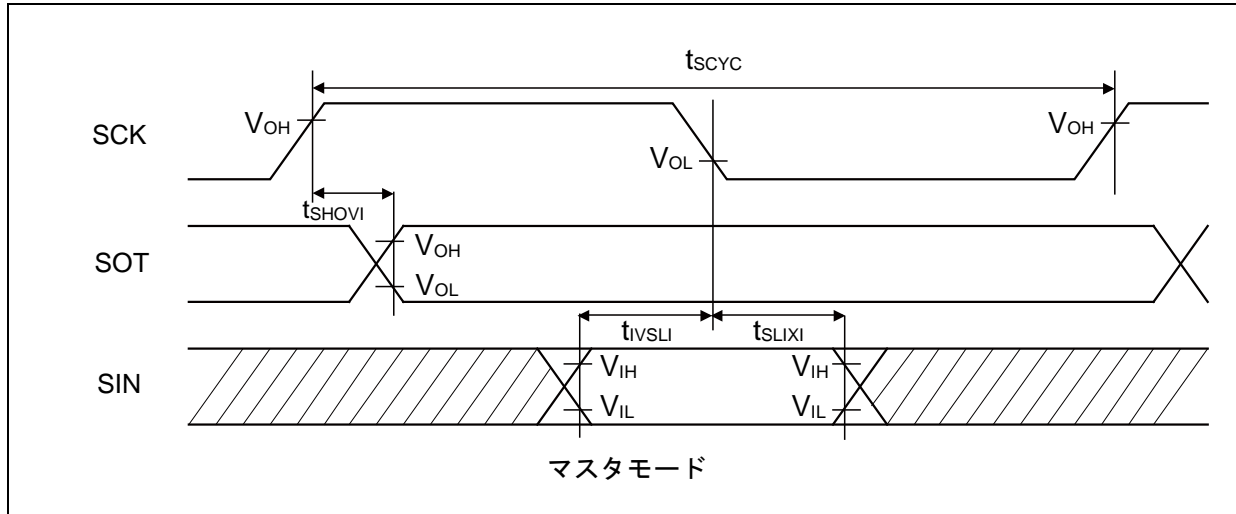 tSCYC
SCK
VOH
VOL
VOH
tSHOVI
SOT
VOH
VOL
tIVSLI
tSLIXI
SIN
VIH
VIH
VIL
VIL
マスタモード